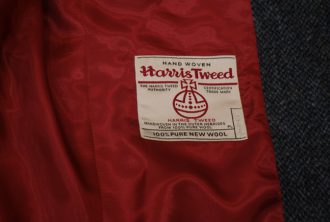 HAND WOVEN
Harris Tweed
THE HARRIS TWEED AUTHORITY
CERTIFICATION TRADE MARK
HARRIS TWEED
HANDWOVEN IN THE OUTER HEBRIDES
FROM 100% PURE WOOL
100% PURE NEW WOOL